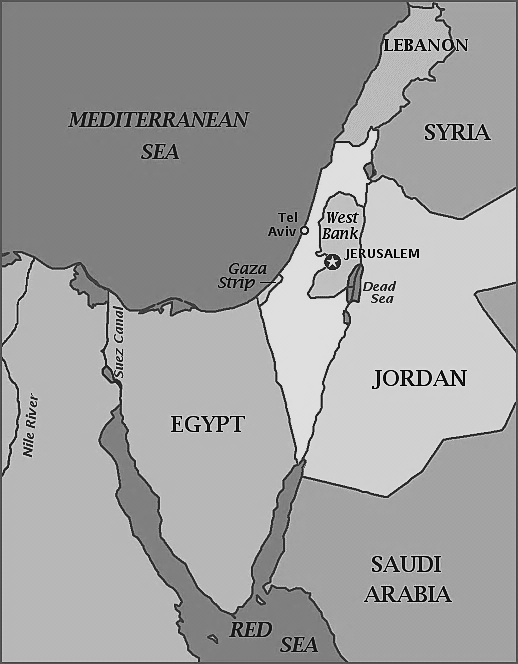 LEBANON
MEDITERRANEAN
SEA
SYRIA
Tel
Aviv
West
Bank
JERUSALEM
Gaza
Strip
Dead
Sea
Suez Canal
JORDAN
Nile River
EGYPT
SAUDI
ARABIA
RED
SEA